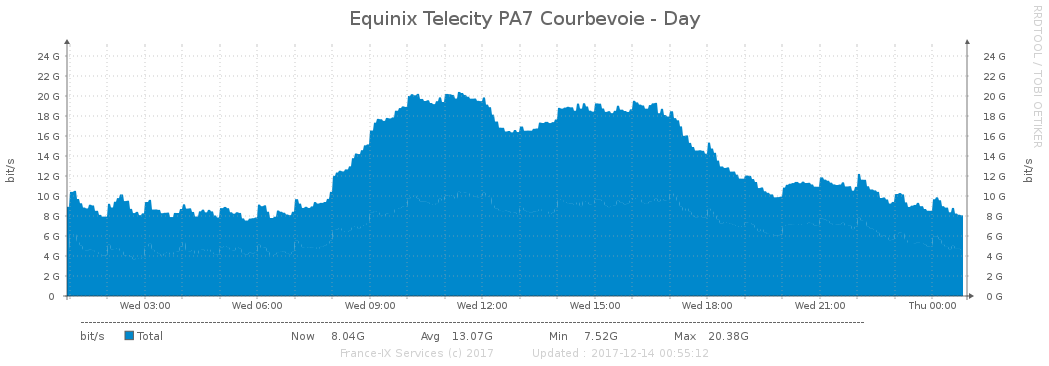 Equinix Telecity PA7 Courbevoie - Day
RRDTOOL / TOBI OETIKER
24 G 24 G
22 G 22 G
20 G 20 G
18 G 18 G
16 G 16 G
14 G 14 G
12 G 12 G
10 G 10 G
8 G 8 G
6 G 6 G
4 G 4 G
2 G 2 G
0 0 G
bit/s bit/s
Wed 03:00 Wed 06:00 Wed 09:00 Wed 12:00 Wed 15:00 Wed 18:00 Wed 21:00 Thu 00:00
bit/s Total Now 8.04G Avg 13.07G Min 7.52G Max 20.38G
France-IX Services (c) 2017 Updated : 2017-12-14 00:55:12